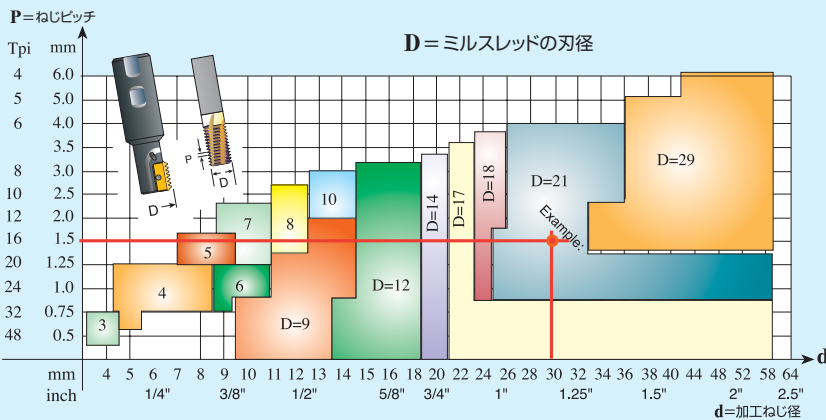 P=ねじピッチ
D=ミルスレッドの刃径
Tpi mm
4 6.0
5 5.0
6 4.0
3.5
8 3.0
10 2.5
12 2.0
16 1.5
20 1.25
24 1.0
32 0.75
48 0.5
P
D
D
3
4
5
6
7
8
D=9
10
D=12
D=14
D=17
D=18
D=21
D=29
Example:
mm 4 5 6 7 8 9 10 11 12 13 14 15 16 18 20 22 24 26 28 30 32 34 36 38 40 44 48 52 58 64 d
inch 1/4" 3/8" 1/2" 5/8" 3/4" 1" 1.25" 1.5" 2" 2.5"
d=加工ねじ径